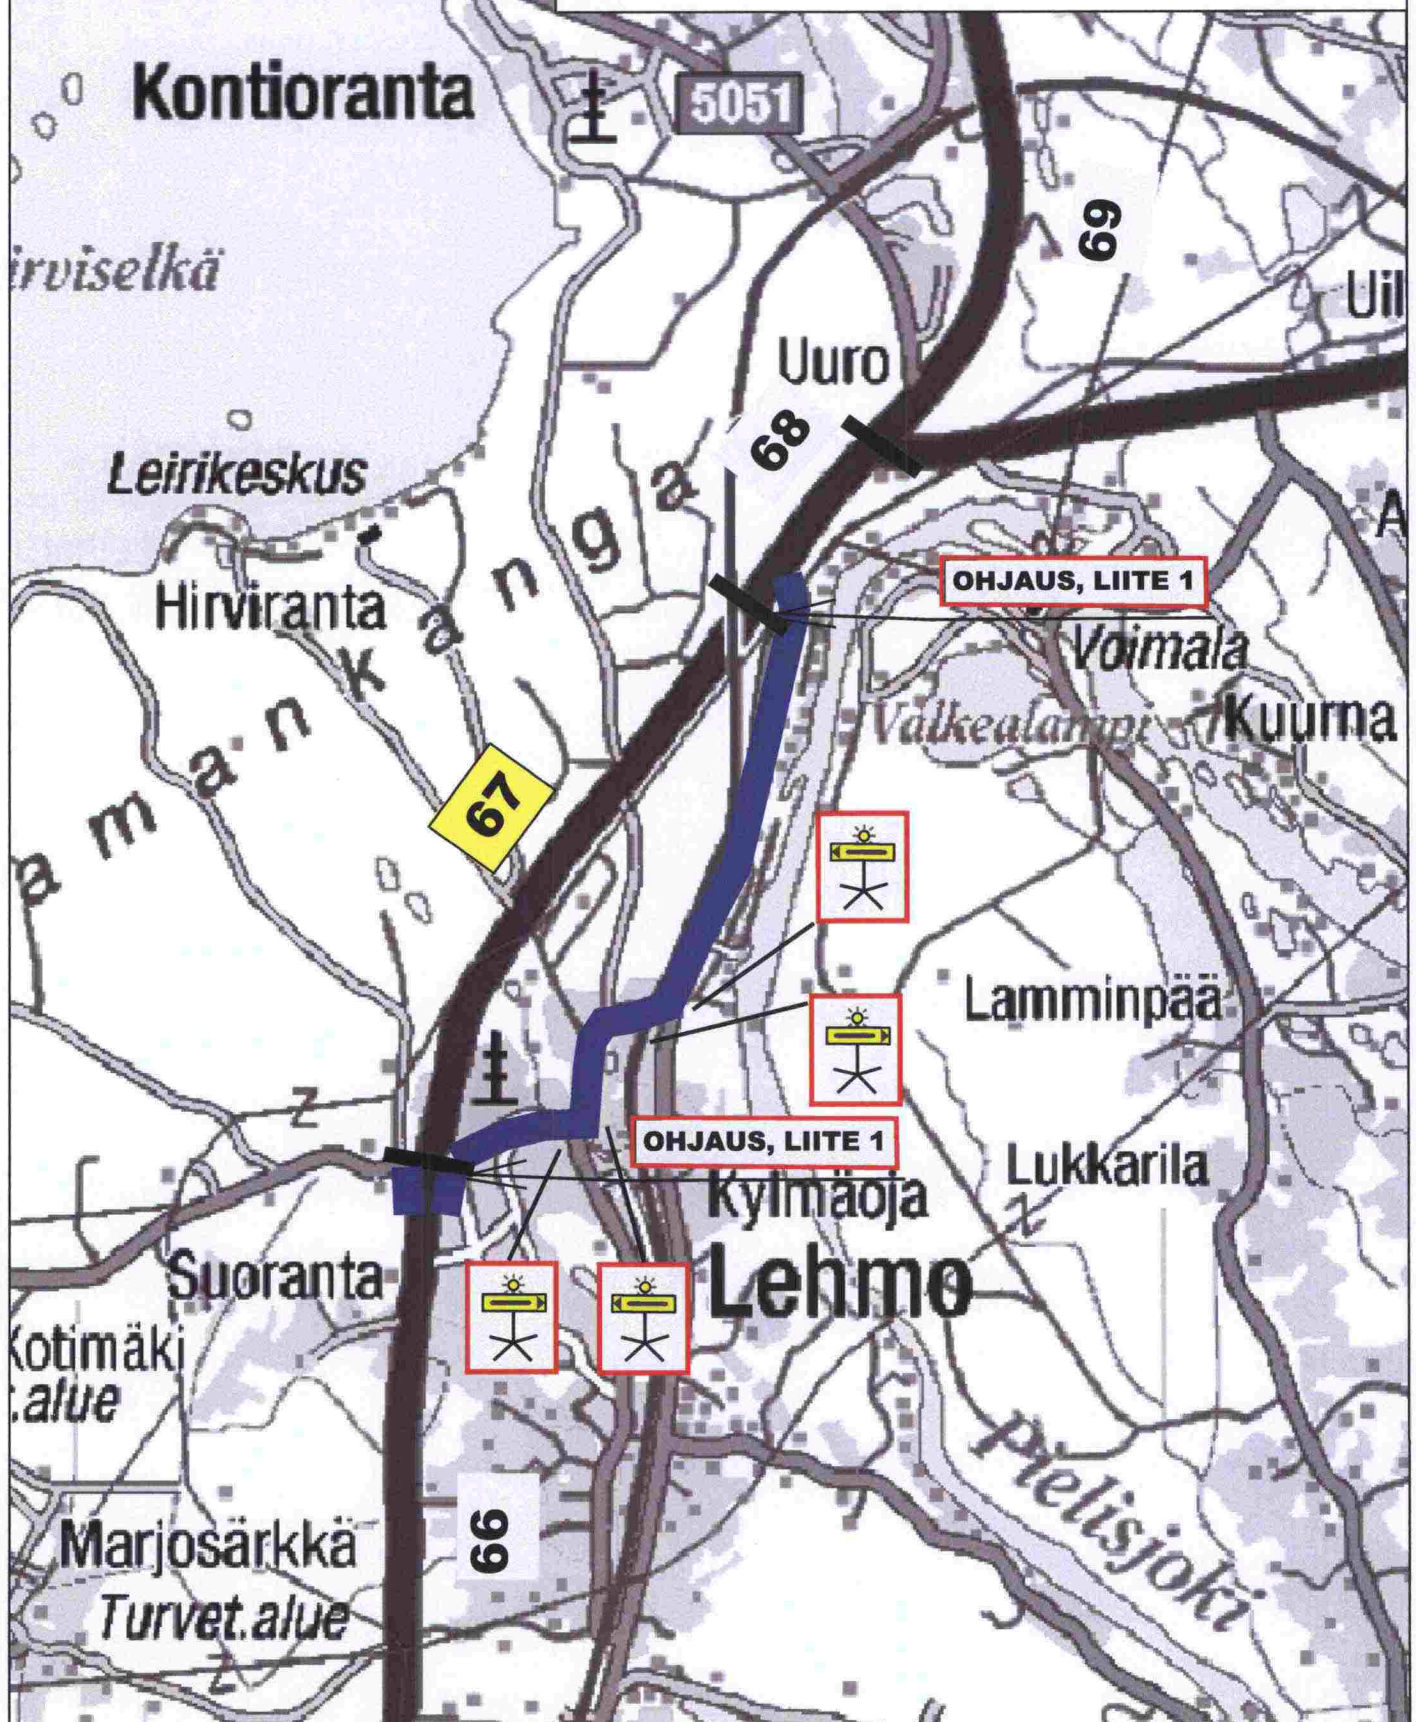 Kontioranta
5051
irviselkä
69
Uil
Uuro
68
Leirikeskus
A
OHJAUS, LIITE 1
Hirviranta
Voimala
Valkealampi
Kuurna
amankanga
67
Lamminpää
z
OHJAUS, LIITE 1
Kylmäoja
Lukkarila
z
Suoranta
Lehmo
Kotimäki
.alue
Pielisjoki
66
Marjosärkkä
Turvet.alue
z